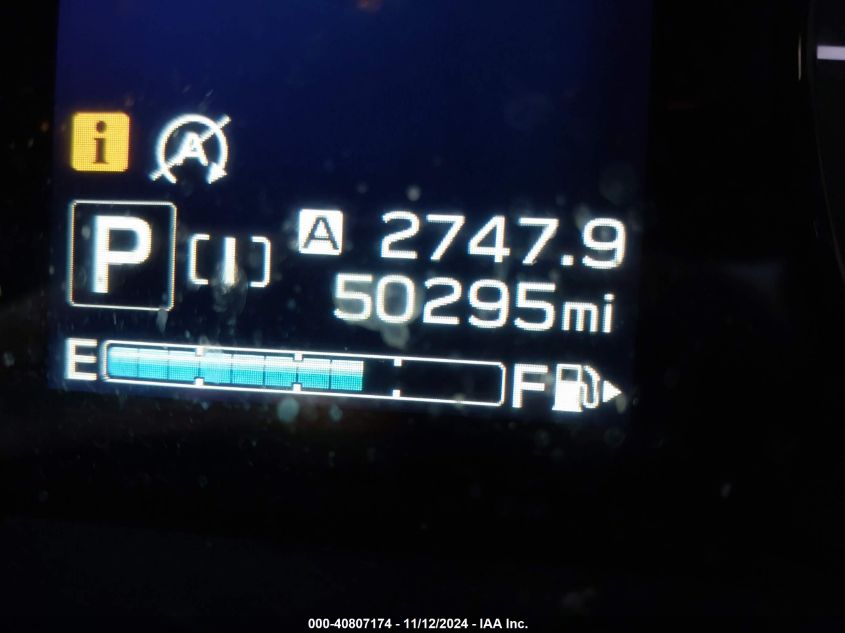 i A
P [I] A 2747.9
50295mi
E F
000-40807174 - 11/12/2024 - IAA Inc.